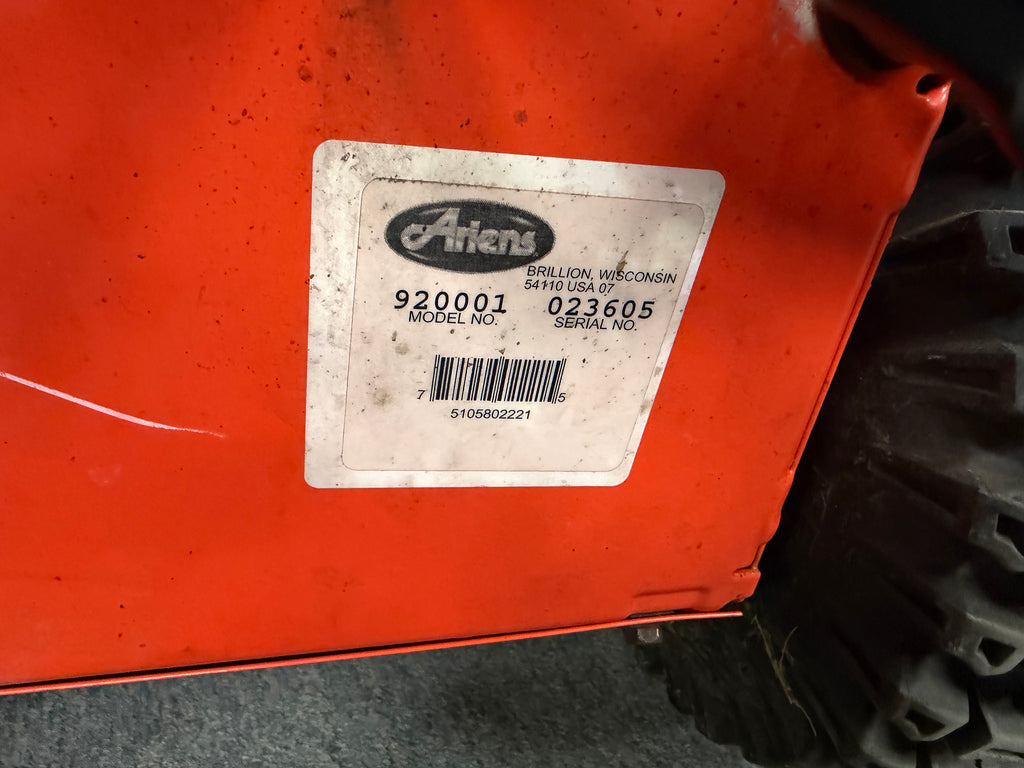 Ariens
BRILLION, WISCONSIN
54110 USA 07
920001 023605
MODEL NO. SERIAL NO.
7 5
5105802221